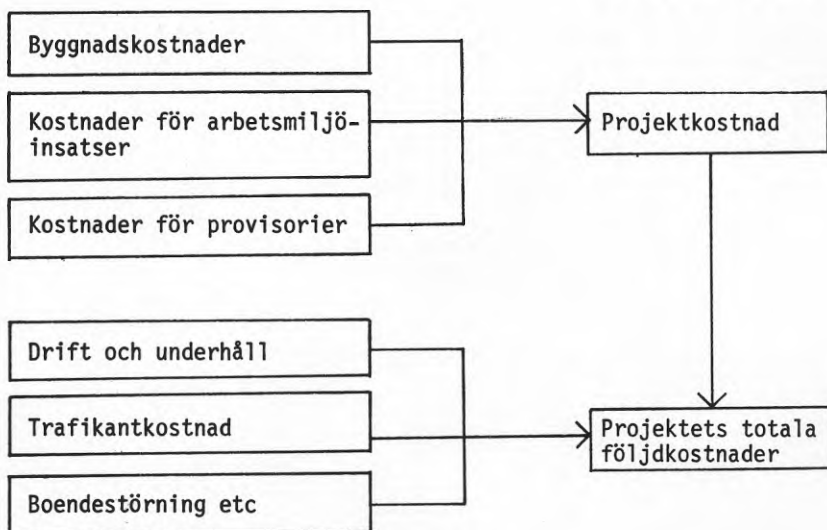 Byggnadskostnader
Kostnader för arbetsmiljö-
insatser
Kostnader för provisorier
Projektkostnad
Drift och underhåll
Trafikantkostnad
Boendestörning etc
Projektets totala
följdkostnader